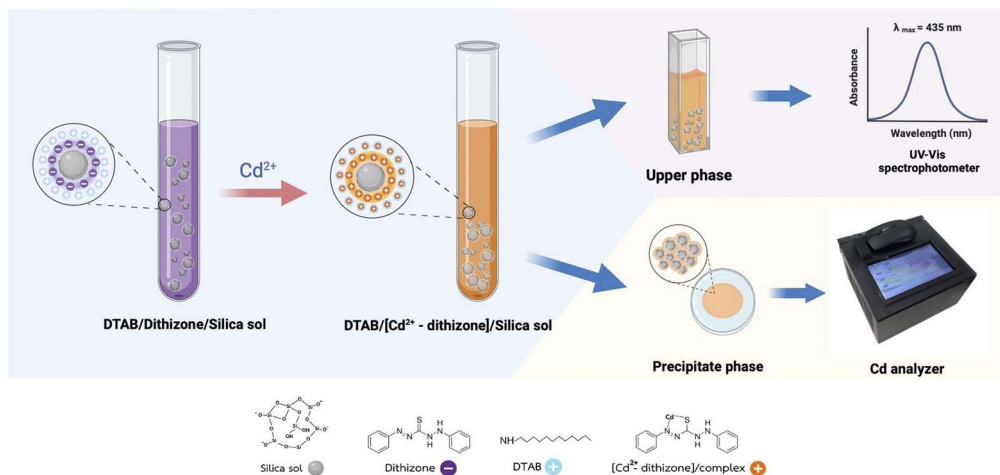 Cd²⁺
DTAB/Dithizone/Silica sol
DTAB/[Cd²⁺ - dithizone]/Silica sol
Upper phase
λ max = 435 nm
Absorbance
Wavelength (nm)
UV-Vis
spectrophotometer
Precipitate phase
Cd analyzer
Silica sol
Dithizone
DTAB
[Cd²⁺- dithizone]/complex